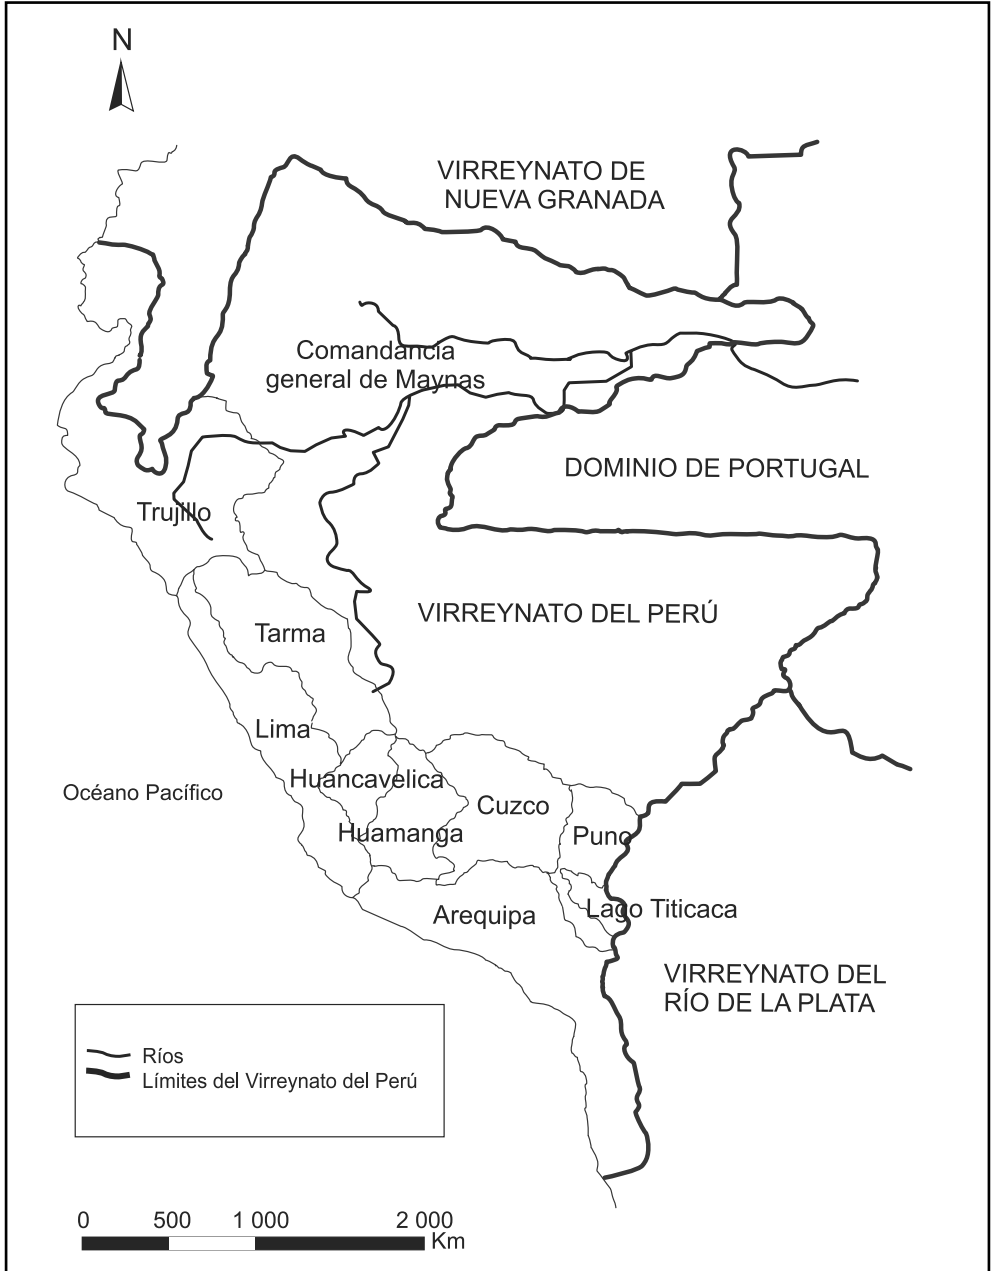 N
VIRREYNATO DE
NUEVA GRANADA
Comandancia
general de Maynas
DOMINIO DE PORTUGAL
Trujillo
VIRREYNATO DEL PERÚ
Tarma
Lima
Huancavelica
Océano Pacífico
Cuzco
Huamanga
Puno
Lago Titicaca
Arequipa
VIRREYNATO DEL
RÍO DE LA PLATA
Ríos
Límites del Virreynato del Perú
0 500 1 000 2 000
Km